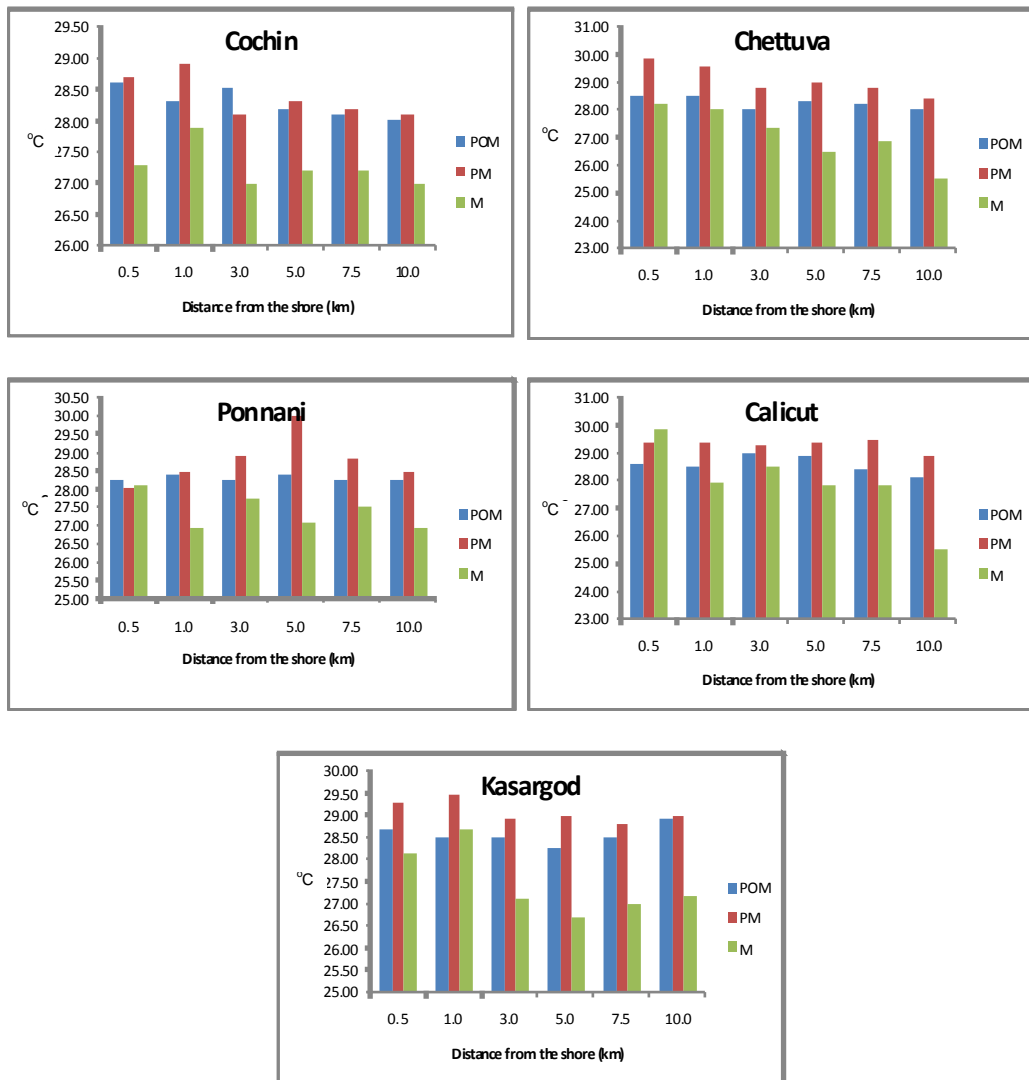 Cochin
29.50
29.00
28.50
28.00
°C
27.50
27.00
26.50
26.00
0.5 1.0 3.0 5.0 7.5 10.0
Distance from the shore (km)
POM
PM
M
Chettuva
31.00
30.00
29.00
28.00
°C
27.00
26.00
25.00
24.00
23.00
0.5 1.0 3.0 5.0 7.5 10.0
Distance from the shore (km)
POM
PM
M
Ponnani
30.50
30.00
29.50
29.00
28.50
28.00
°C
27.50
27.00
26.50
26.00
25.50
25.00
0.5 1.0 3.0 5.0 7.5 10.0
Distance from the shore (km)
POM
PM
M
Calicut
31.00
30.00
29.00
28.00
°C
27.00
26.00
25.00
24.00
23.00
0.5 1.0 3.0 5.0 7.5 10.0
Distance from the shore (km)
POM
PM
M
Kasargod
30.00
29.50
29.00
28.50
28.00
°C
27.50
27.00
26.50
26.00
25.50
25.00
0.5 1.0 3.0 5.0 7.5 10.0
Distance from the shore (km)
POM
PM
M